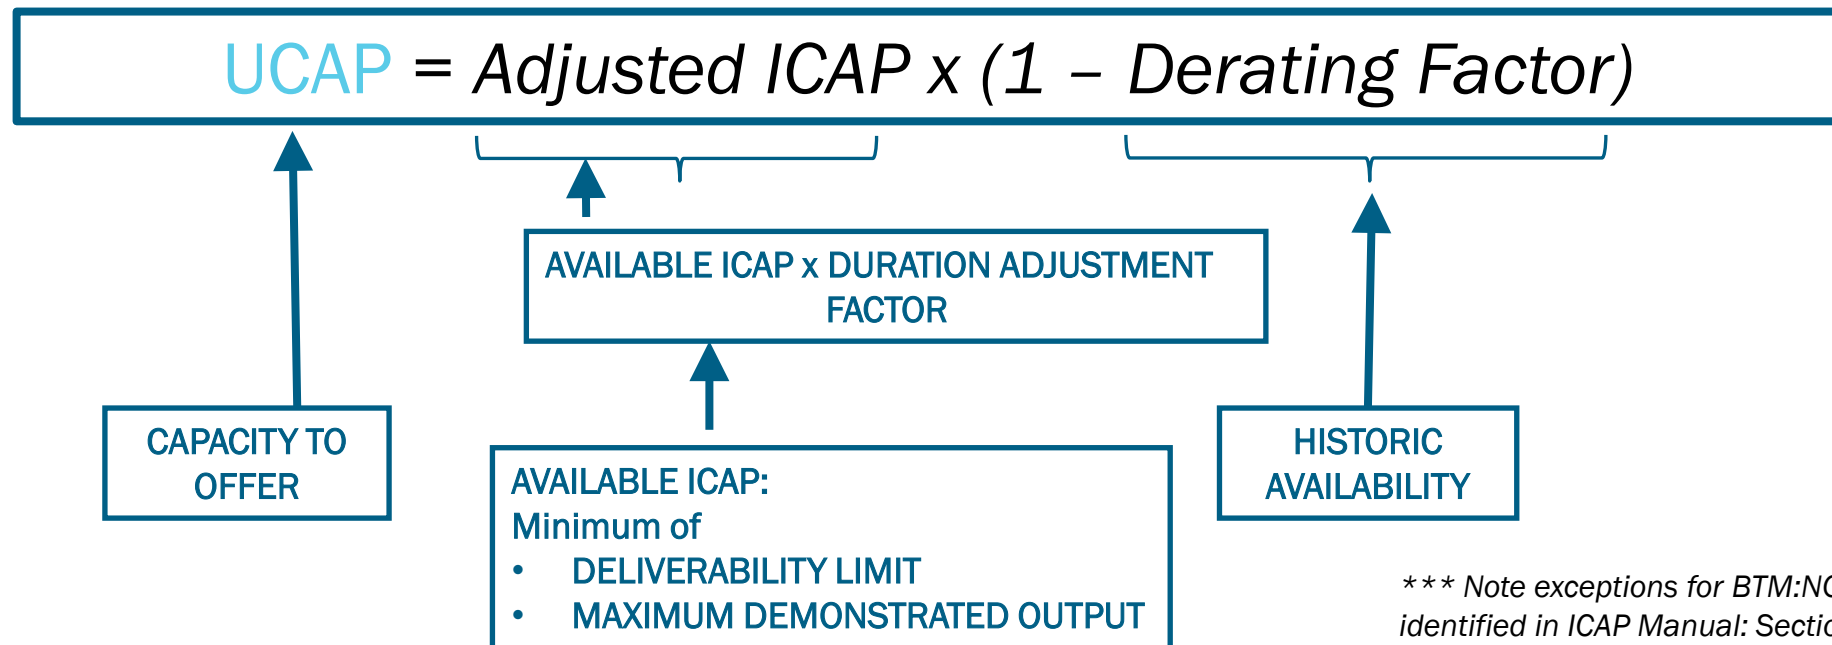 UCAP = Adjusted ICAP x (1 – Derating Factor)
AVAILABLE ICAP x DURATION ADJUSTMENT
FACTOR
CAPACITY TO
OFFER
AVAILABLE ICAP:
Minimum of
• DELIVERABILITY LIMIT
• MAXIMUM DEMONSTRATED OUTPUT
HISTORIC
AVAILABILITY
*** Note exceptions for
identified in ICAP Manual: